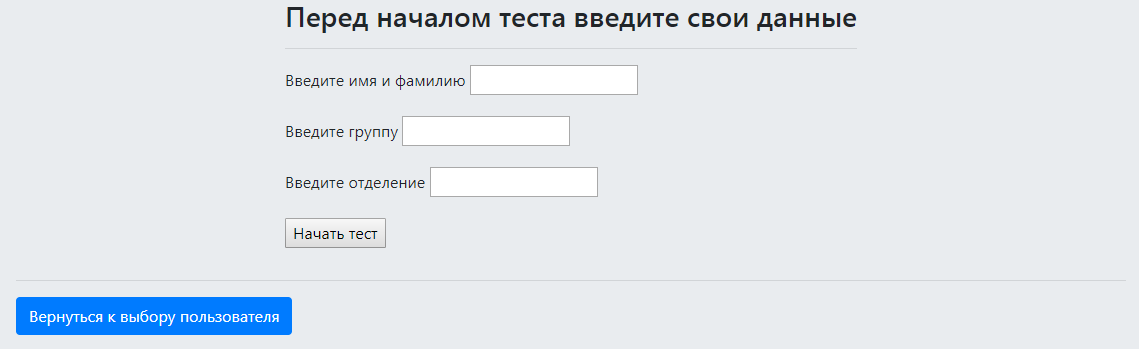 Перед началом теста введите свои данные
Введите имя и фамилию
Введите группу
Введите отделение
Начать тест
Вернуться к выбору пользователя